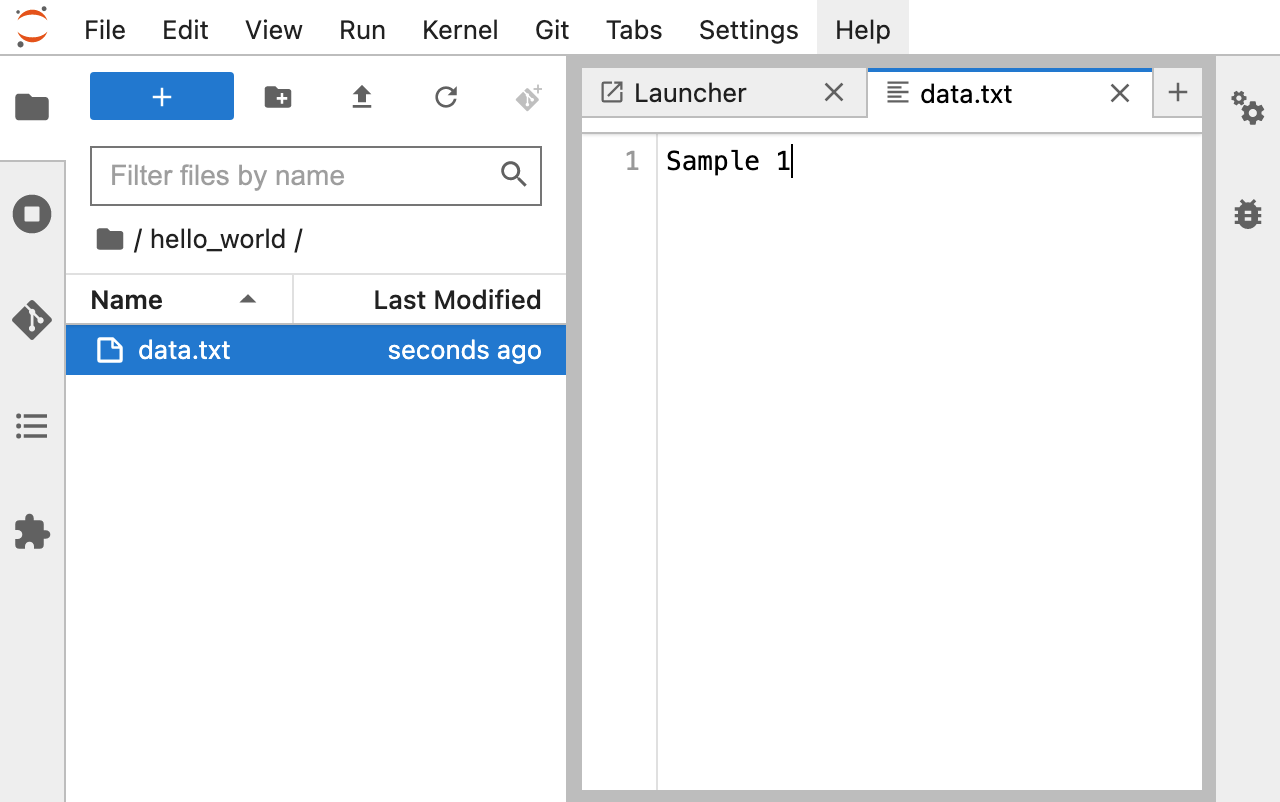 File Edit View Run Kernel Git Tabs Settings Help
+
Launcher
data.txt
+
Filter files by name
/ hello_world /
Name Last Modified
data.txt seconds ago
1 Sample 1